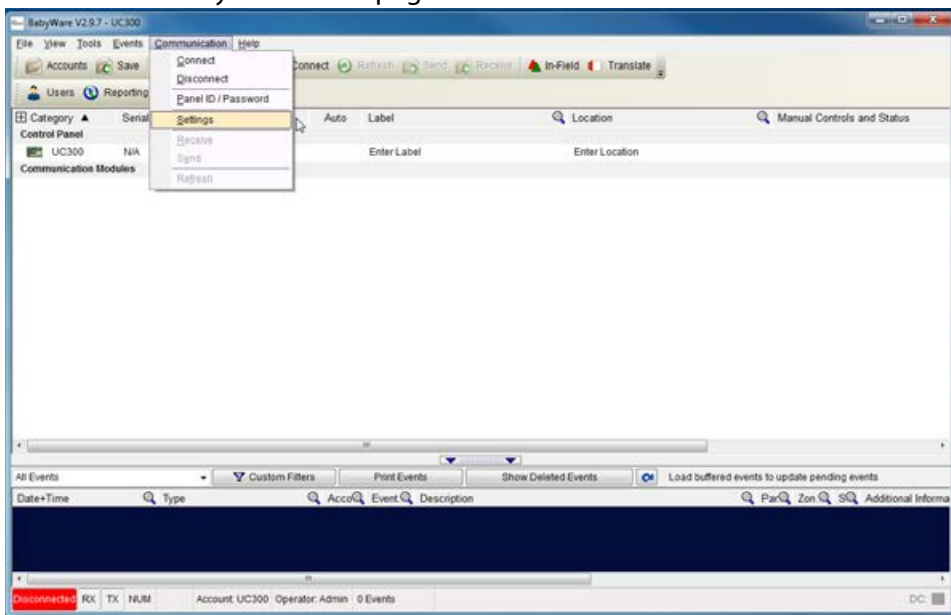 BabyWare V2.9.7 - UC300
File View Tools Events Communication Help
Accounts Save Connect Refresh Send Receive In-Field Translate
Users Reporting
Connect
Disconnect
Panel ID / Password
Settings
Receive
Send
Refresh
Category Serial Auto Label Location Manual Controls and Status
Control Panel
UC300 N/A Enter Label Enter Location
Communication Modules
All Events Custom Filters Print Events Show Deleted Events Load buffered events to update pending events
Date+Time Type Acco Event Description Par Zon S Additional Informa
Disconnected RX TX NUM Account: UC300 Operator: Admin 0 Events DC: